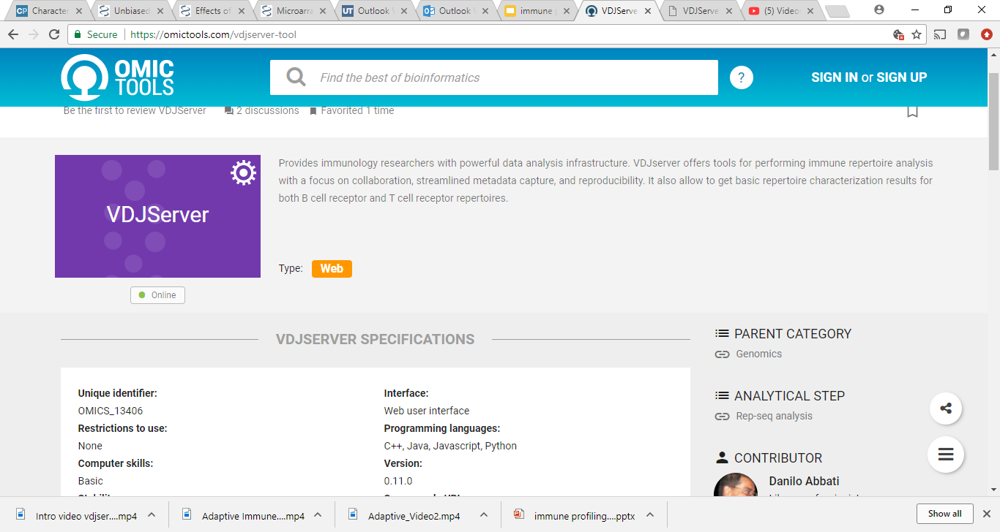 Character
Unbiased
Effects of
Microarra
UT Outlook
Outlook
immune
VDJServe
VDJServe
(5) Video
Secure https://omictools.com/vdjserver-tool
OMIC
TOOLS
Find the best of bioinformatics
?
SIGN IN or SIGN UP
Be the first to review VDJServer 2 discussions Favorited 1 time
VDJServer
Provides immunology researchers with powerful data analysis infrastructure. VDJserver offers tools for performing immune repertoire analysis
with a focus on collaboration, streamlined metadata capture, and reproducibility. It also allow to get basic repertoire characterization results for
both B cell receptor and T cell receptor repertoires.
Type: Web
Online
VDJSERVER SPECIFICATIONS
Unique identifier:
OMICS_13406
Restrictions to use:
None
Computer skills:
Basic
Interface:
Web user interface
Programming languages:
C++, Java, Javascript, Python
Version:
0.11.0
PARENT CATEGORY
Genomics
ANALYTICAL STEP
Rep-seq analysis
CONTRIBUTOR
Danilo Abbati
Intro video vdjser....mp4
Adaptive Immune....mp4
Adaptive_Video2.mp4
immune profiling....pptx
Show all